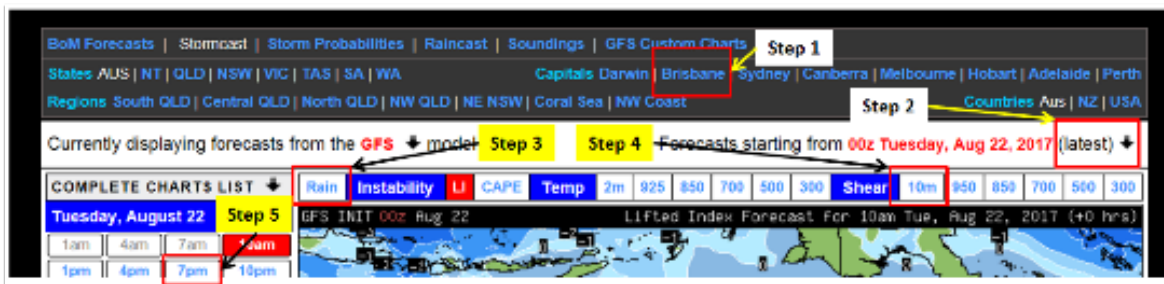 BoM Forecasts | Stormcast | Storm Probabilities | Raincast | Soundings | GFS Custom Charts
Step 1
States AUS | NT | QLD | NSW | VIC | TAS | SA | WA Capitals Darwin | Brisbane Sydney | Canberra | Melbourne | Hobart | Adelaide | Perth
Regions South QLD | Central QLD | North QLD | NW QLD | NE NSW | Coral Sea | NW Coast Countries Aus | NZ | USA
Step 2
Currently displaying forecasts from the GFS model Forecasts starting from 00z Tuesday, Aug 22, 2017 (latest)
Step 3 Step 4
COMPLETE CHARTS LIST Rain Instability LI CAPE Temp 2m 925 850 700 500 300 Shear 10m 950 850 700 500 300
Tuesday, August 22 Step 5
GFS INIT 00z Aug 22 Lifted Index Forecast For 10am Tue, Aug 22, 2017 (+0 hrs)
1am 4am 7am 10am
1pm 4pm 7pm 10pm